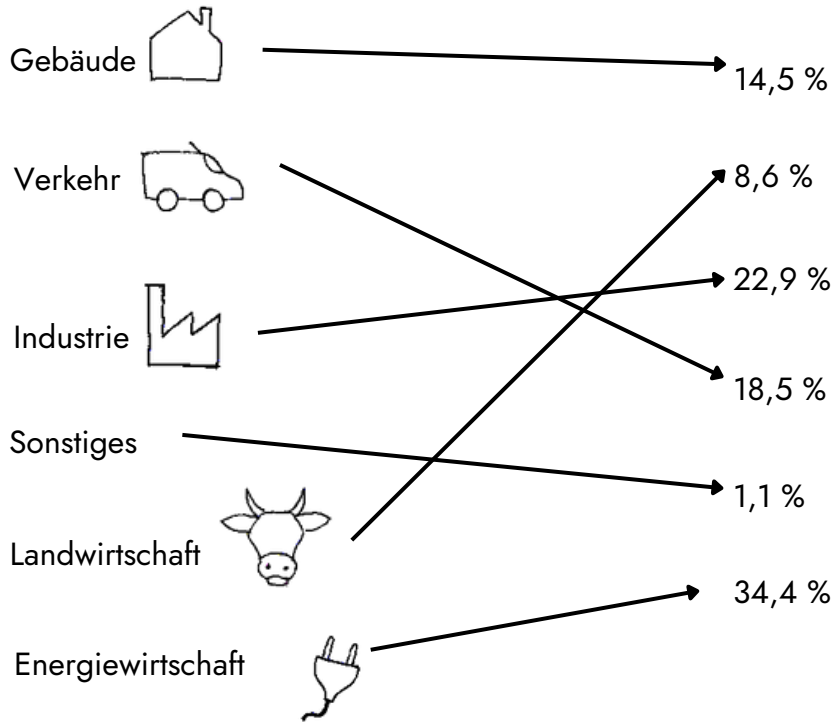 Gebäude
14,5 %
Verkehr
8,6 %
22,9 %
Industrie
18,5 %
Sonstiges
1,1 %
Landwirtschaft
34,4 %
Energiewirtschaft